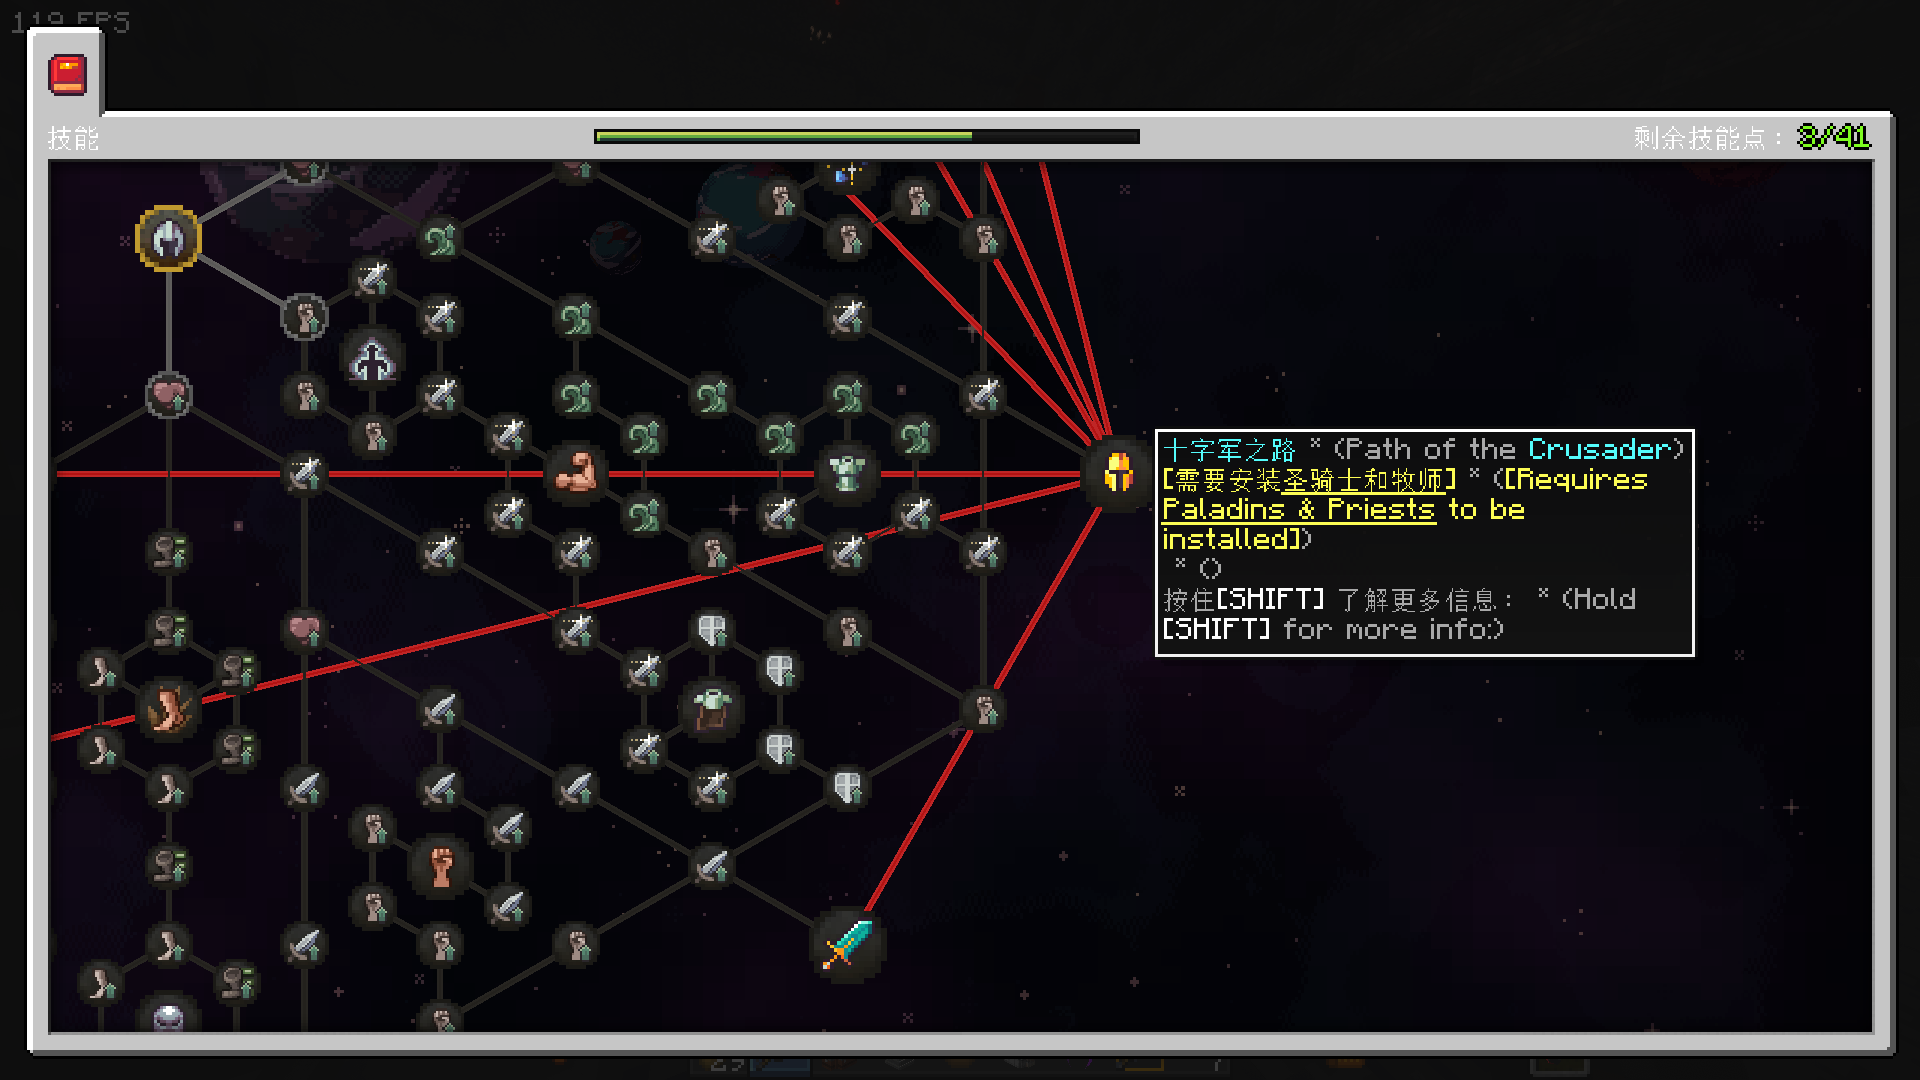 119 FPS
技能
剩余技能点： 3/41
十字军之路 * (Path of the Crusader)
[需要安装圣骑士和牧师] * ([Requires
Paladins & Priests to be
installed])
* ()
按住[SHIFT] 了解更多信息： * (Hold
[SHIFT] for more info:)